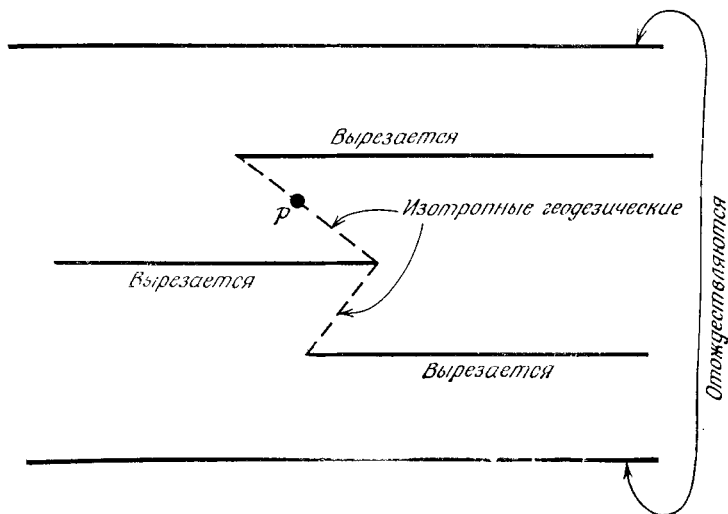 Вырезается
p
Изотропные геодезические
Вырезается
Вырезается
Отождествляются